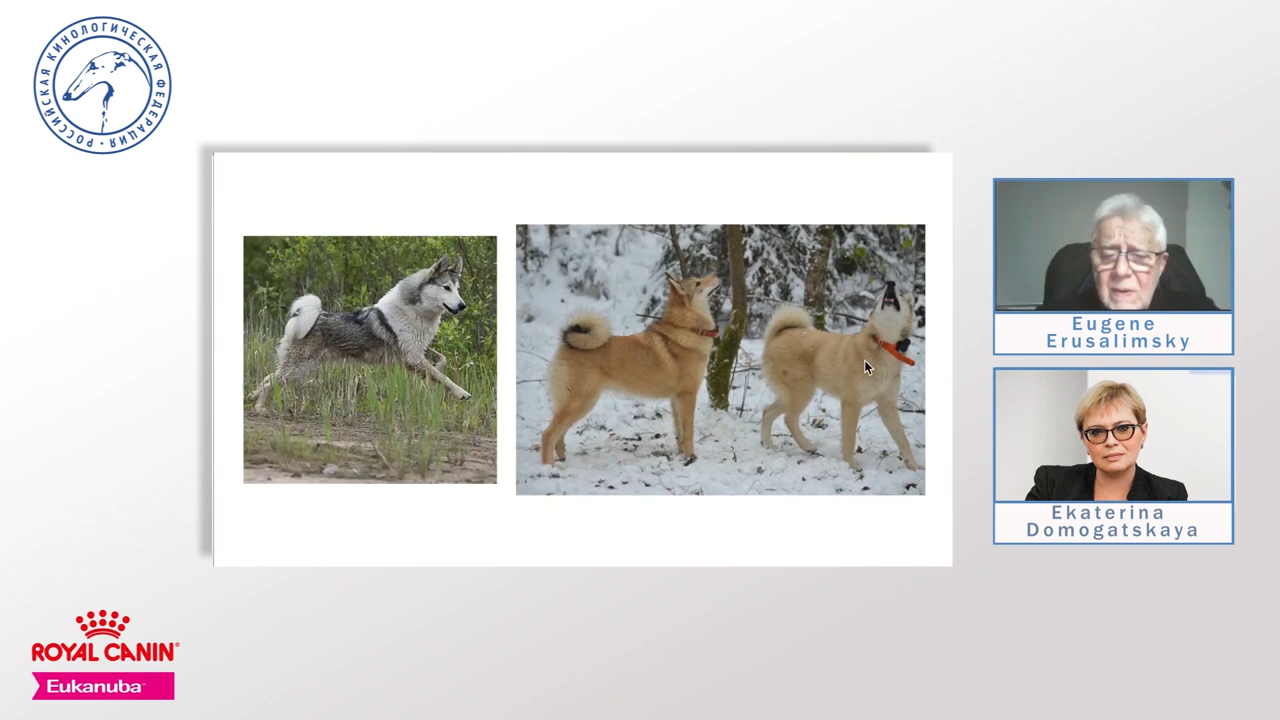 РОССИЙСКАЯ КИНОЛОГИЧЕСКАЯ ФЕДЕРАЦИЯ
Eugene
Erusalimsky
Ekaterina
Domogatskaya
ROYAL CANIN
Eukanuba